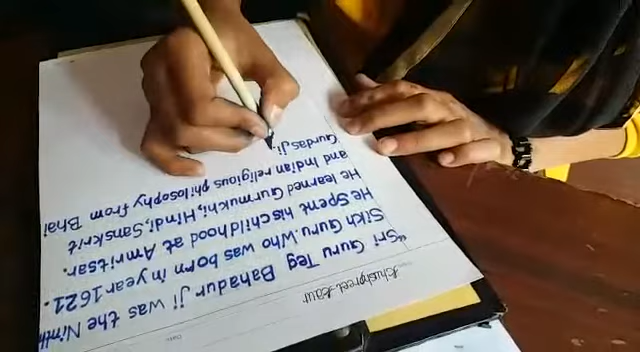 Khushpreet Kaur
"Sri Guru Teg Bahadur ji was the Ninth
Sikh Guru. Who was born in year 1621.
He Spent his childhood at Amritsar.
He learned Gurmukhi, Hindi, Sanskrit
and Indian religious philosophy from Bhai
Gurdas ji